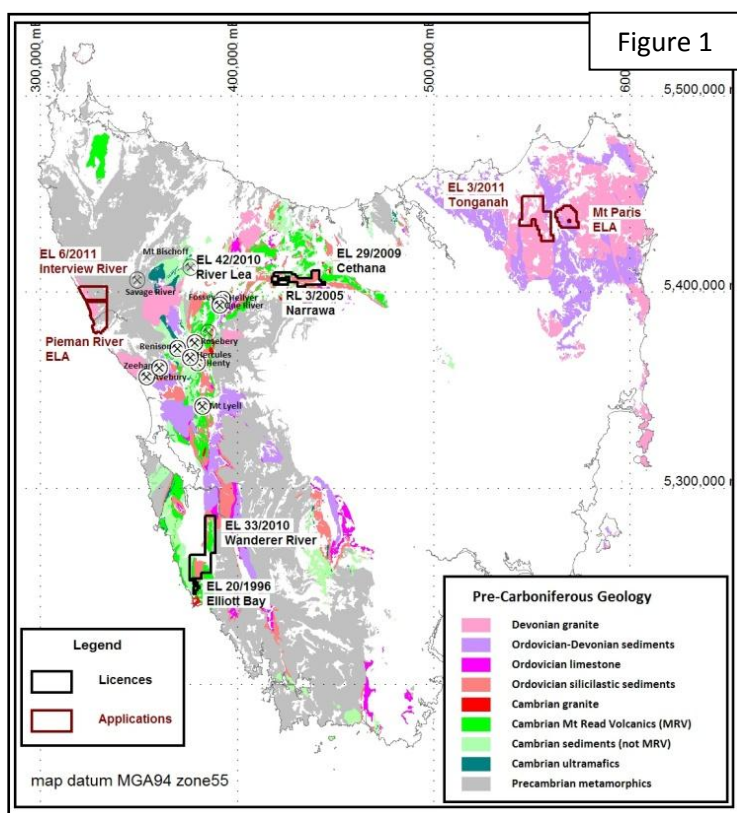 Figure 1
300,000 mE
400,000 mE
500,000 mE
600
5,500,000 mN
EL 3/2011
Tonganah
Mt Paris
ELA
EL 6/2011
Interview River
Mt Bischoff
EL 42/2010
River Lea
EL 29/2009
Cethana
5,400,000 mN
Savage River
Fossey
Hellyer
Que River
RL 3/2005
Narrawa
Pieman River
ELA
Renison
Rosebery
Hercules
Henty
Zeehan
Avebury
Mt Lyell
5,300,000 mN
EL 33/2010
Wanderer River
EL 20/1996
Elliott Bay
Legend
Licences
Applications
map datum MGA94 zone55
Pre-Carboniferous Geology
Devonian granite
Ordovician-Devonian sediments
Ordovician limestone
Ordovician silicilastic sediments
Cambrian granite
Cambrian Mt Read Volcanics (MRV)
Cambrian sediments (not MRV)
Cambrian ultramafics
Precambrian metamorphics